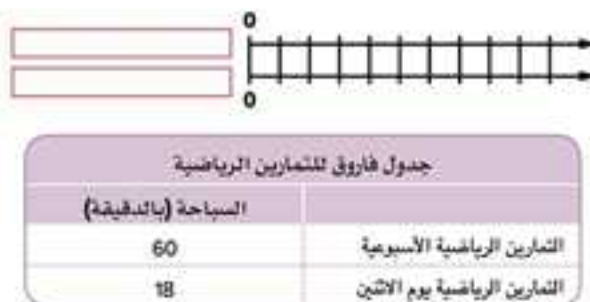 0
0
جدول فاروق للتمارين الرياضية
السباحة (بالدقيقة)
التمارين الرياضية الأسبوعية 60
التمارين الرياضية يوم الاثنين 18